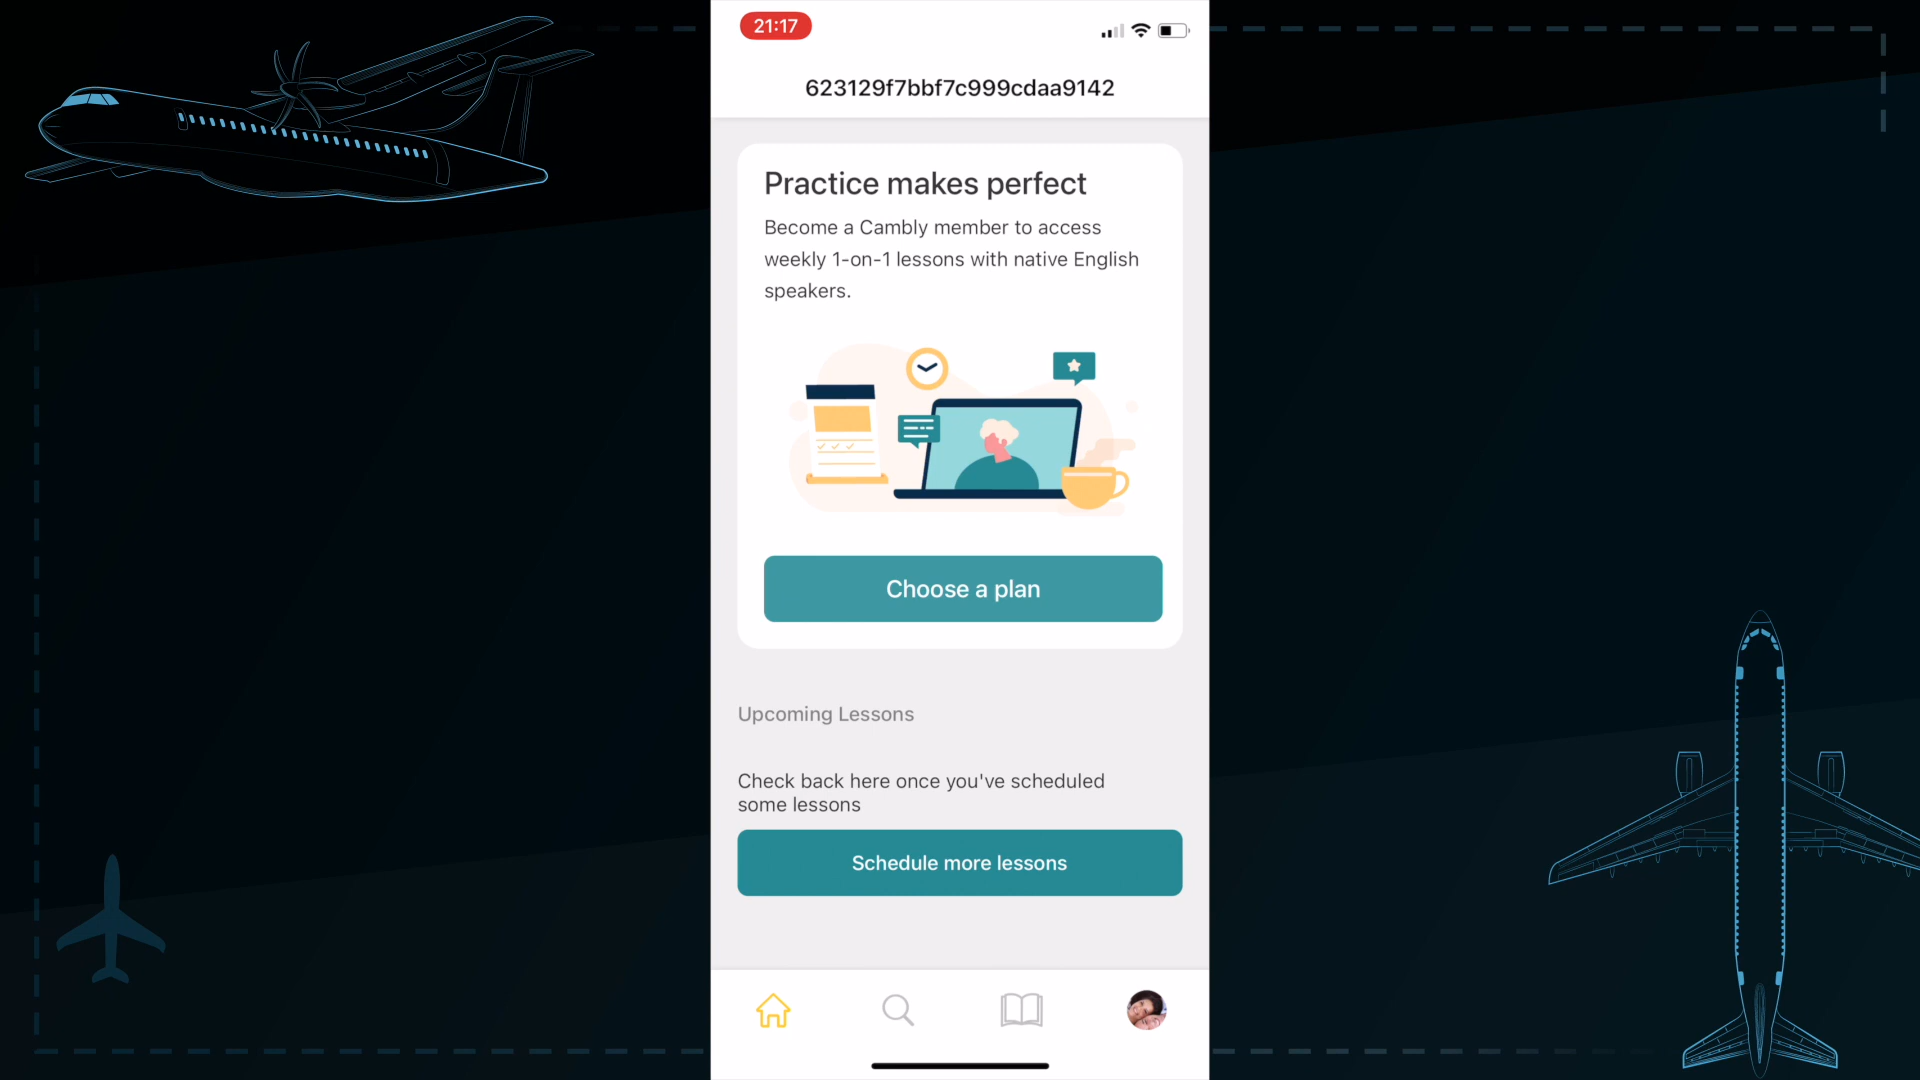 21:17
623129f7bbf7c999cdaa9142
Practice makes perfect
Become a Cambly member to access
weekly 1-on-1 lessons with native English
speakers.
Choose a plan
Upcoming Lessons
Check back here once you've scheduled
some lessons
Schedule more lessons